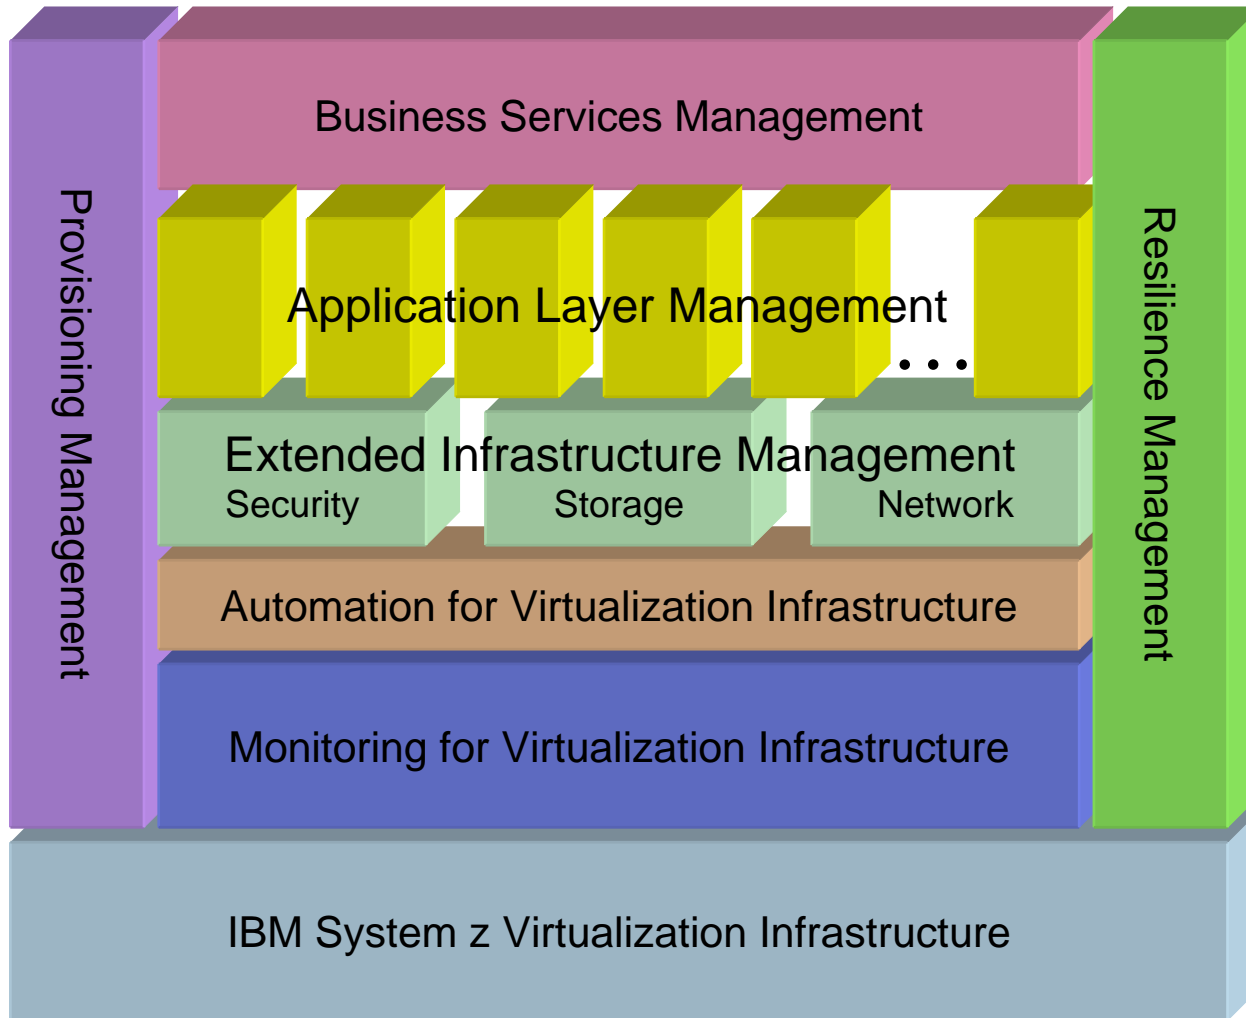 Business Services Management
Provisioning Management
Resilience Management
Application Layer Management
...
Extended Infrastructure Management
Security
Storage
Network
Automation for Virtualization Infrastructure
Monitoring for Virtualization Infrastructure
IBM System z Virtualization Infrastructure